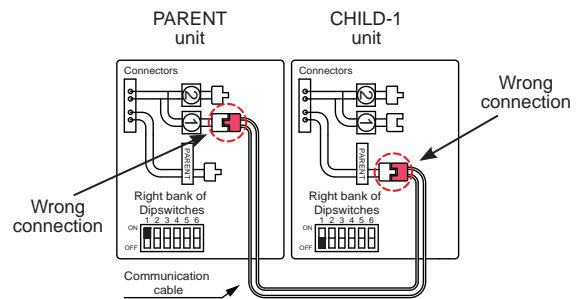 PARENT
unit
CHILD-1
unit
Connectors
Connectors
2
1
PARENT
2
1
PARENT
Wrong
connection
Wrong
connection
Right bank of
Dipswitches
1 2 3 4 5 6
ON
OFF
Right bank of
Dipswitches
1 2 3 4 5 6
ON
OFF
Communication
cable